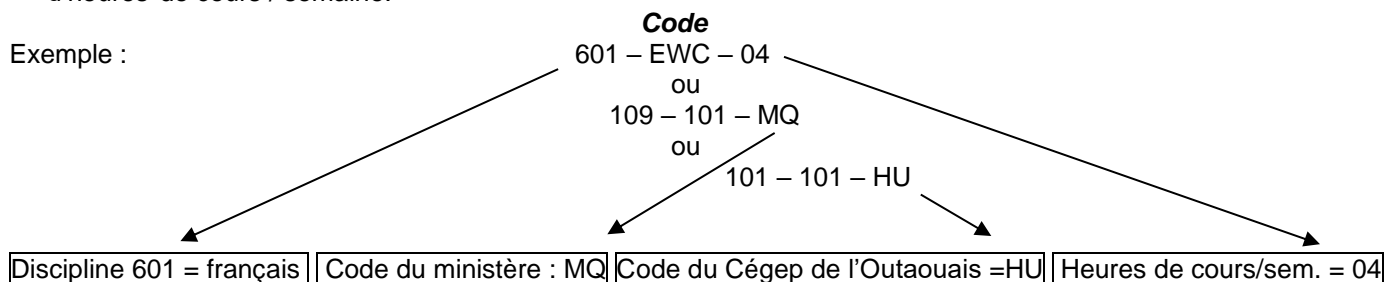 d'heures de cours / semaine.
Code
Exemple : 601 – EWC – 04
ou
109 – 101 – MQ
ou
101 – 101 – HU
Discipline 601 = français Code du ministère : MQ Code du Cégep de l'Outaouais =HU Heures de cours/sem. = 04